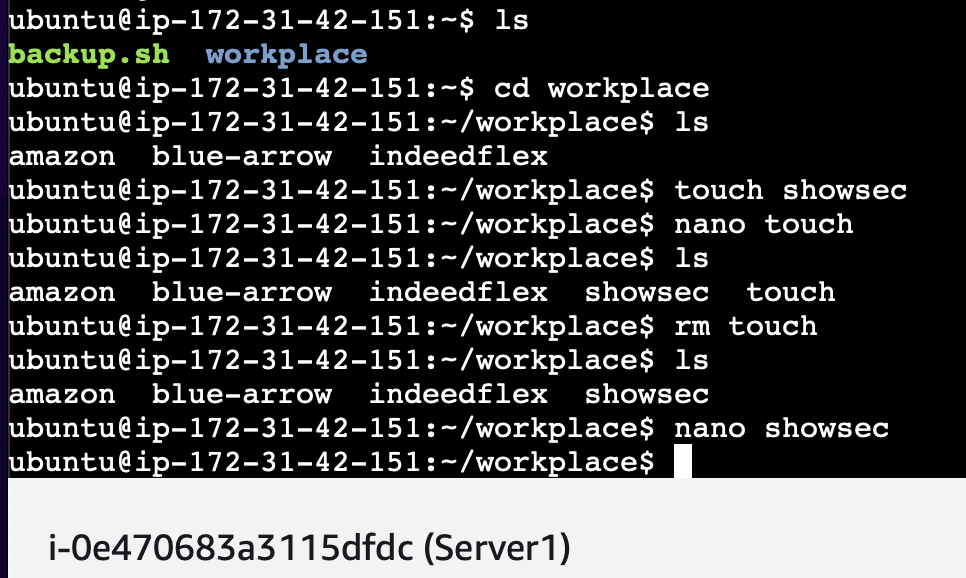 ubuntu@ip-172-31-42-151:~$ ls
backup.sh  workplace
ubuntu@ip-172-31-42-151:~$ cd workplace
ubuntu@ip-172-31-42-151:~/workplace$ ls
amazon  blue-arrow  indeedflex
ubuntu@ip-172-31-42-151:~/workplace$ touch showsec
ubuntu@ip-172-31-42-151:~/workplace$ nano touch
ubuntu@ip-172-31-42-151:~/workplace$ ls
amazon  blue-arrow  indeedflex  showsec  touch
ubuntu@ip-172-31-42-151:~/workplace$ rm touch
ubuntu@ip-172-31-42-151:~/workplace$ ls
amazon  blue-arrow  indeedflex  showsec
ubuntu@ip-172-31-42-151:~/workplace$ nano showsec
ubuntu@ip-172-31-42-151:~/workplace$
i-0e470683a3115dfdc (Server1)